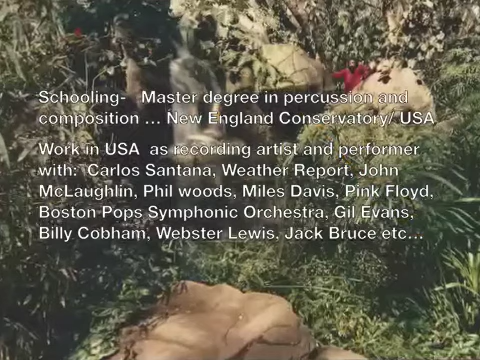 Schooling-   Master degree in percussion and
composition ... New England Conservatory/ USA
Work in USA  as recording artist and performer
with:  Carlos Santana, Weather Report, John
McLaughlin, Phil woods, Miles Davis, Pink Floyd,
Boston Pops Symphonic Orchestra, Gil Evans,
Billy Cobham, Webster Lewis, Jack Bruce etc...